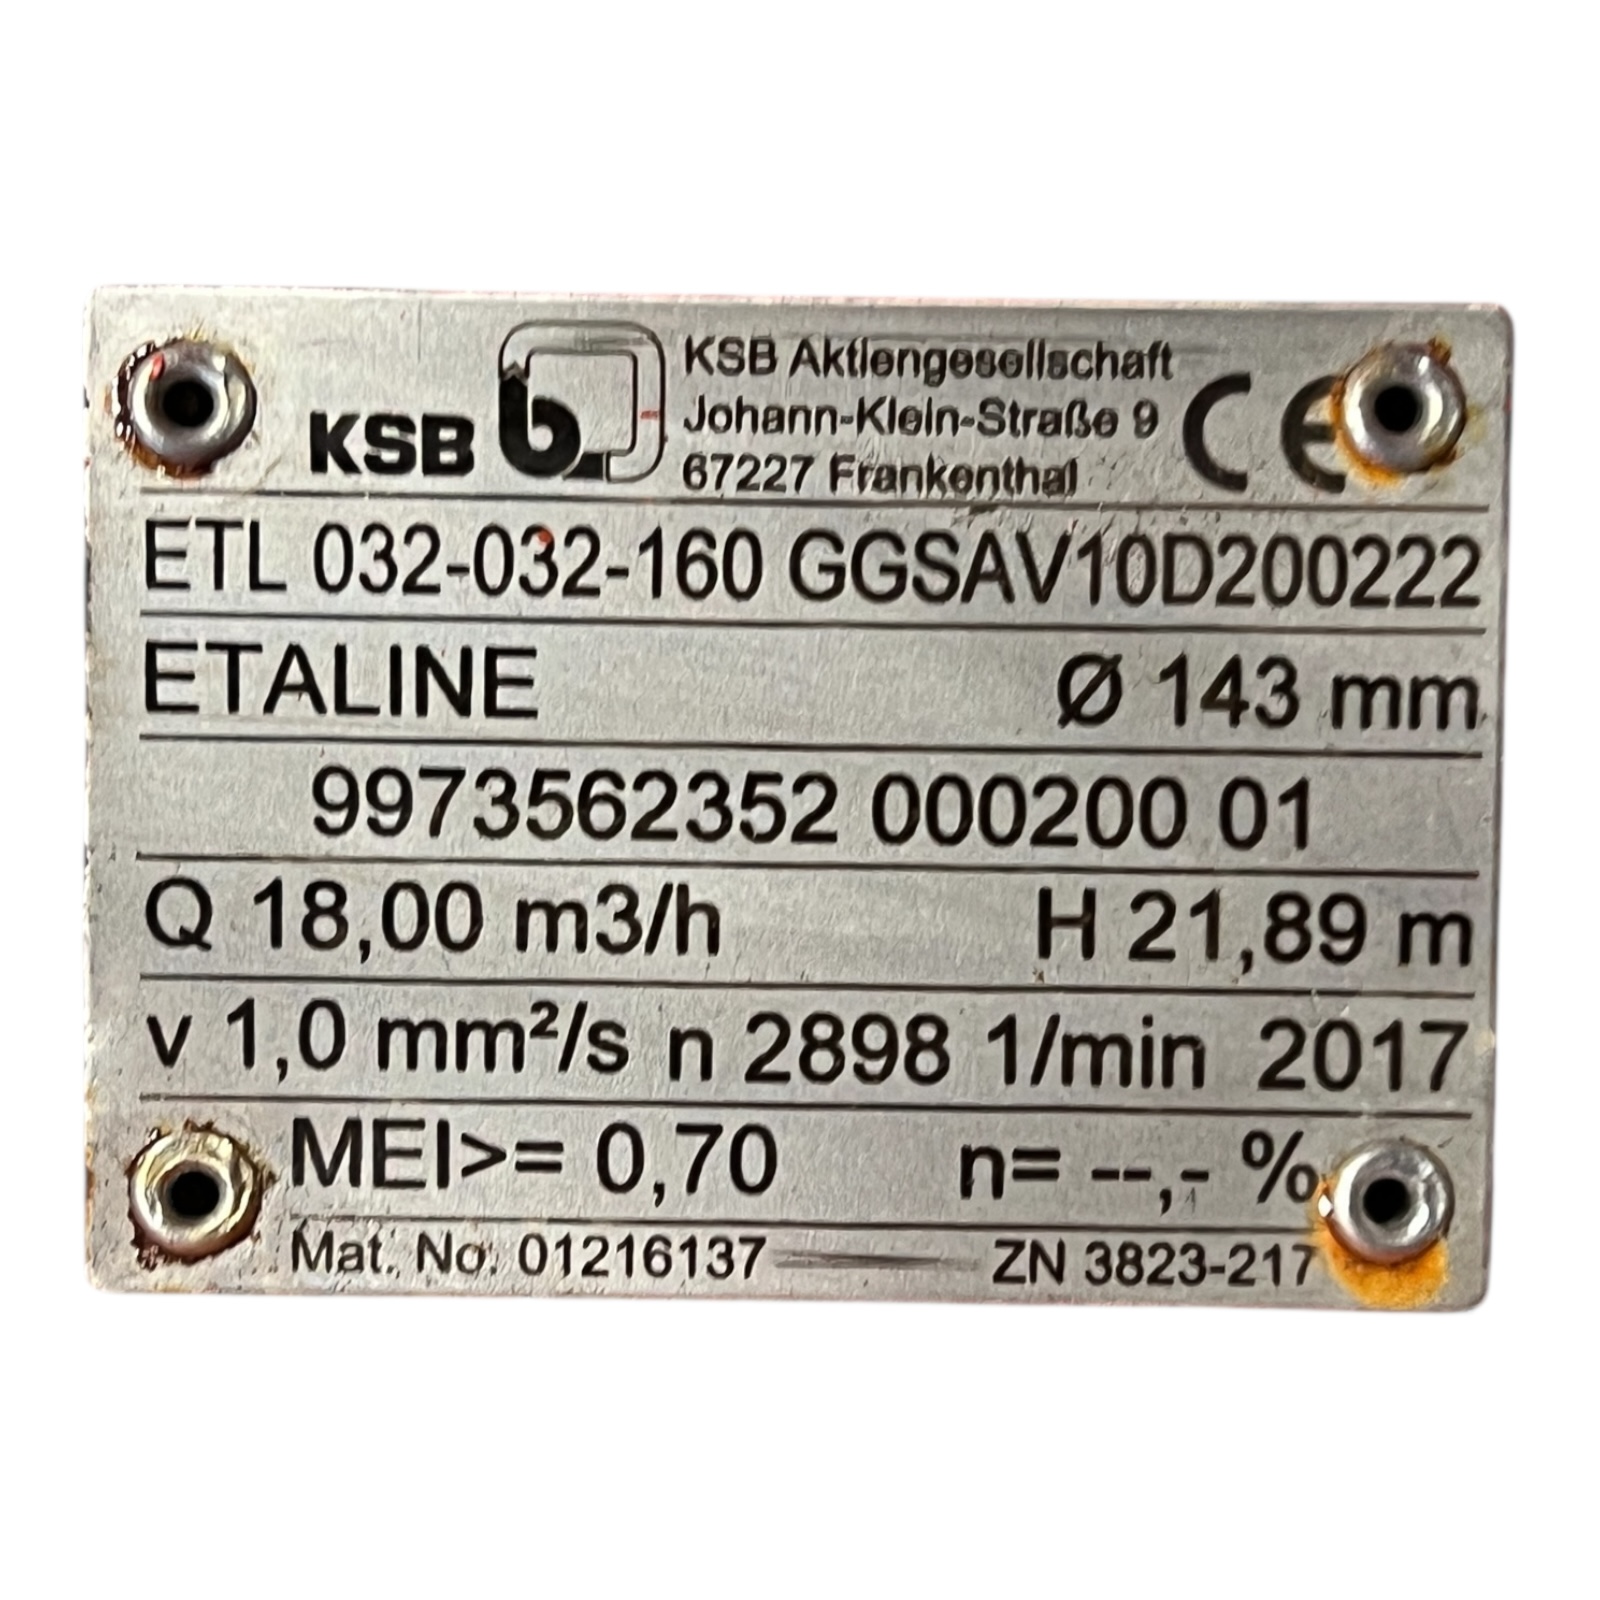 KSB
KSB Aktiengesellschaft
Johann-Klein-Straße 9
67227 Frankenthal
CE
ETL 032-032-160 GGSAV10D200222
ETALINE Ø 143 mm
9973562352 000200 01
Q 18,00 m3/h H 21,89 m
v 1,0 mm²/s n 2898 1/min 2017
MEI>= 0,70 n= --,- %
Mat. No. 01216137 ZN 3823-217